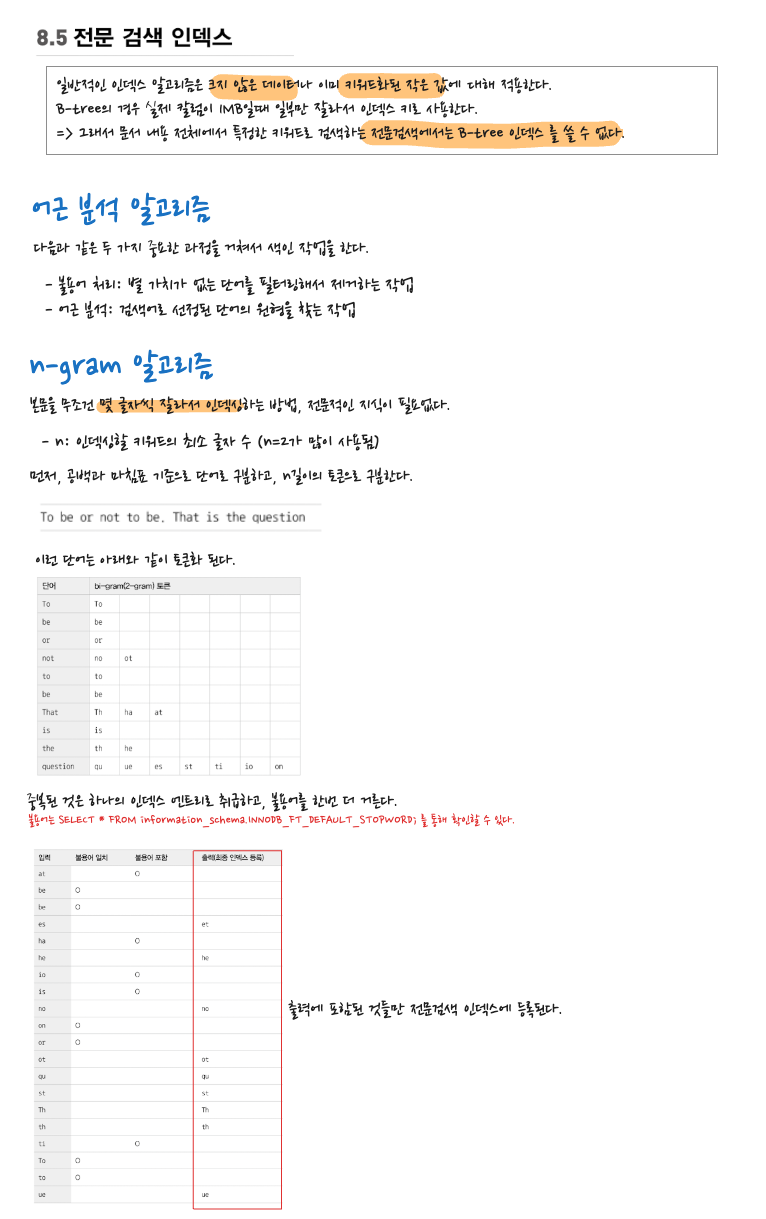 8.5 전문 검색 인덱스
일반적인 인덱스 알고리즘은 크지 않은 데이터나 이미 키워드화된 작은 값에 대해 적용한다.
B-tree의 경우 실제 칼럼이 1MB일때 일부만 잘라서 인덱스 키로 사용한다.
=> 그래서 문서 내용 전체에서 특정한 키워드로 검색하는 전문검색에서는 B-tree 인덱스 를 쓸 수 없다.
어근 분석 알고리즘
다음과 같은 두 가지 중요한 과정을 거쳐서 색인 작업을 한다.
- 불용어 처리: 별 가치가 없는 단어를 필터링해서 제거하는 작업
- 어근 분석: 검색어로 선정된 단어의 원형을 찾는 작업
n-gram 알고리즘
본문을 무조건 몇 글자씩 잘라서 인덱싱하는 방법, 전문적인 지식이 필요없다.
- n: 인덱싱할 키워드의 최소 글자 수 (n=2가 많이 사용됨)
먼저, 공백과 마침표 기준으로 단어로 구분하고, n길이의 토큰으로 구분한다.
To be or not to be. That is the question
이런 단어는 아래와 같이 토큰화 된다.
단어 bi-gram(2-gram) 토큰
To To
be be
or or
not no ot
to to
be be
That Th ha at
is is
the th he
question qu ue es st ti io on
중복된 것은 하나의 인덱스 엔트리로 취급하고, 불용어를 한번 더 거른다.
불용어는 SELECT * FROM information_schema.INNODB_FT_DEFAULT_STOPWORD; 를 통해 확인할 수 있다.
입력 불용어 일치 불용어 포함 출력(최종 인덱스 등록)
at O
be O
be O
es et
ha O
he he
io O
is O
no no
on O
or O
ot ot
qu qu
st st
Th Th
th th
ti O
To O
to O
ue ue
출력에 포함된 것들만 전문검색 인덱스에 등록된다.